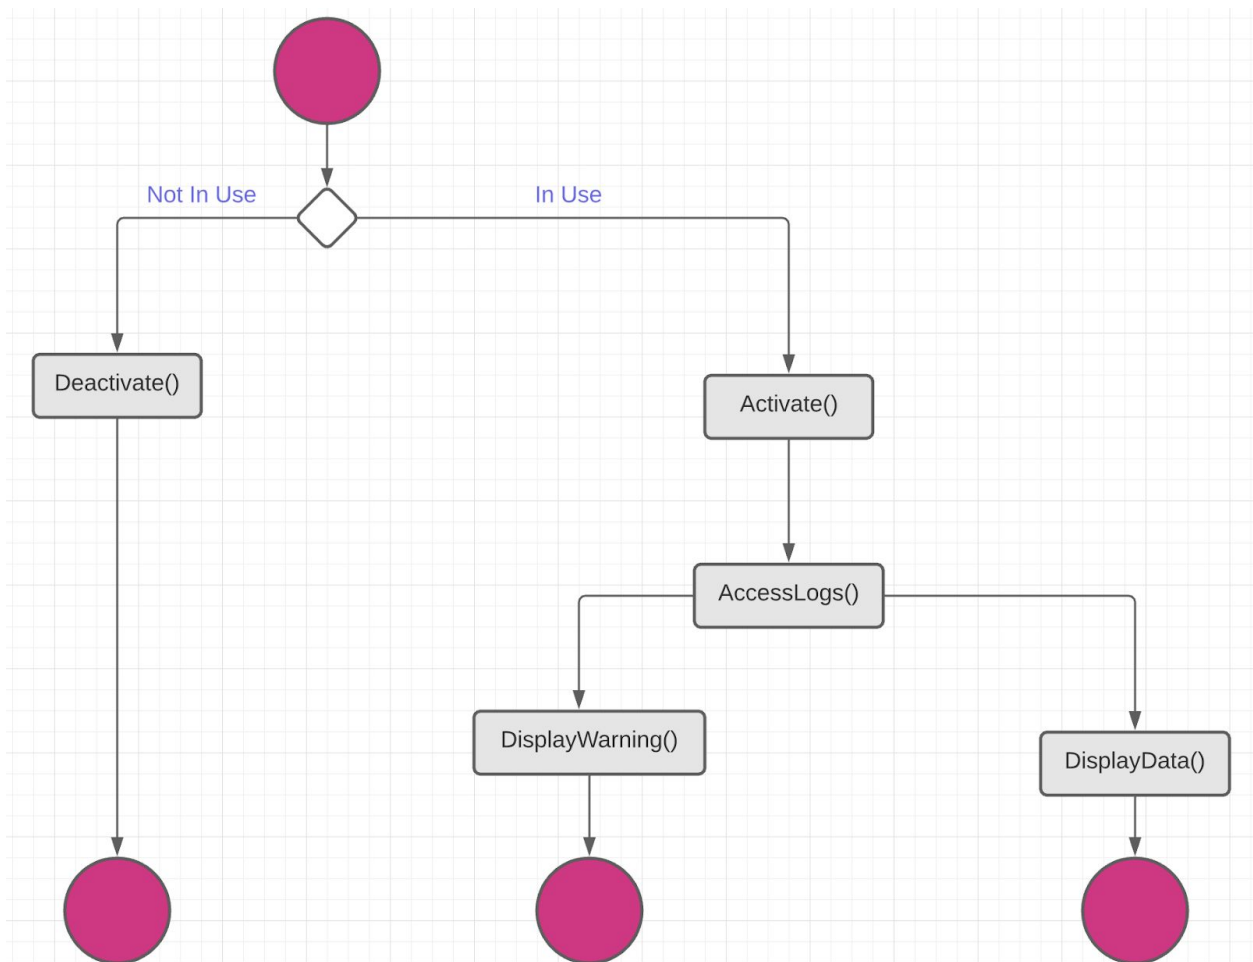 Not In Use
In Use
Deactivate()
Activate()
AccessLogs()
DisplayWarning()
DisplayData()